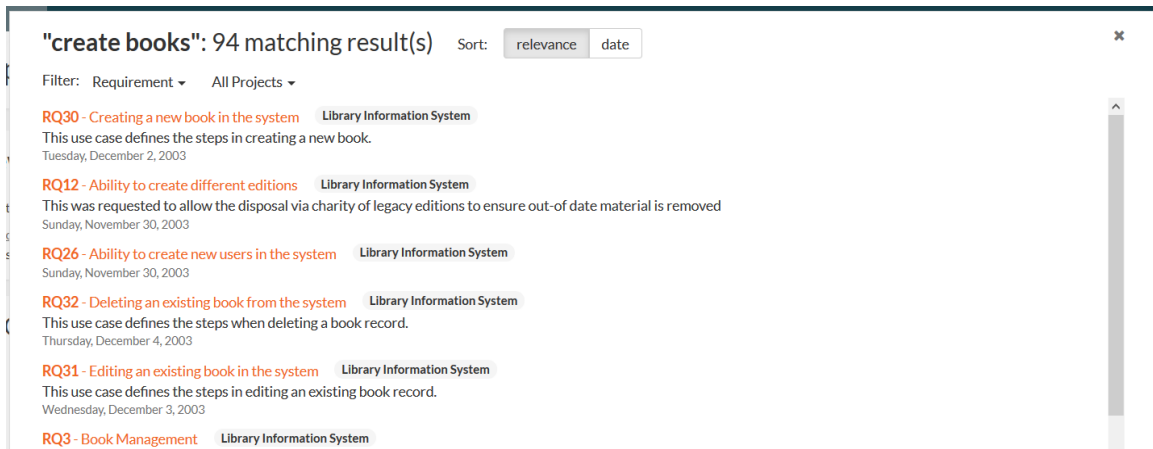 "create books": 94 matching result(s) Sort: relevance date
Filter: Requirement All Projects
RQ30 - Creating a new book in the system Library Information System
This use case defines the steps in creating a new book.
Tuesday, December 2, 2003
RQ12 - Ability to create different editions Library Information System
This was requested to allow the disposal via charity of legacy editions to ensure out-of date material is removed
Sunday, November 30, 2003
RQ26 - Ability to create new users in the system Library Information System
Sunday, November 30, 2003
RQ32 - Deleting an existing book from the system Library Information System
This use case defines the steps when deleting a book record.
Thursday, December 4, 2003
RQ31 - Editing an existing book in the system Library Information System
This use case defines the steps in editing an existing book record.
Wednesday, December 3, 2003
RQ3 - Book Management Library Information System